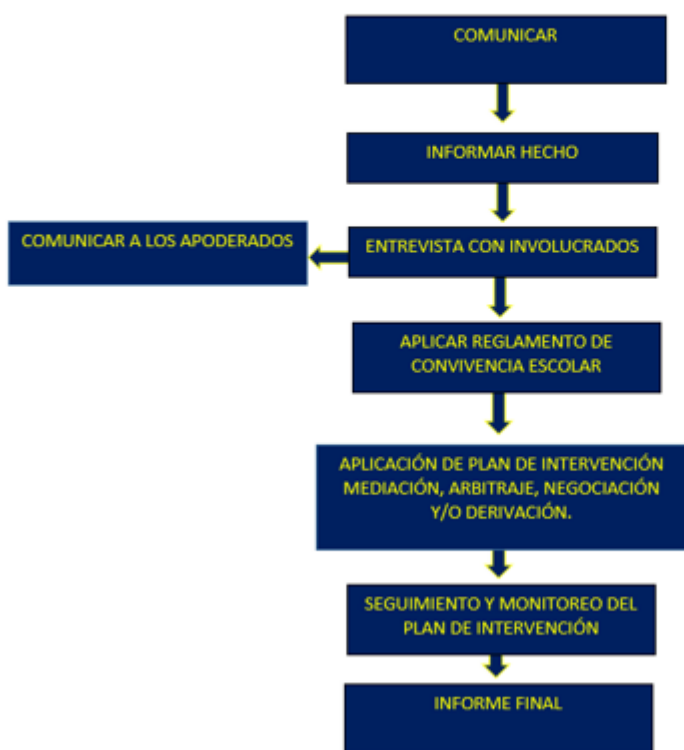 COMUNICAR
INFORMAR HECHO
COMUNICAR A LOS APODERADOS
ENTREVISTA CON INVOLUCRADOS
APLICAR REGLAMENTO DE
CONVIVENCIA ESCOLAR
APLICACIÓN DE PLAN DE INTERVENCIÓN
MEDIACIÓN, ARBITRAJE, NEGOCIACIÓN
Y/O DERIVACIÓN.
SEGUIMIENTO Y MONITOREO DEL
PLAN DE INTERVENCIÓN
INFORME FINAL